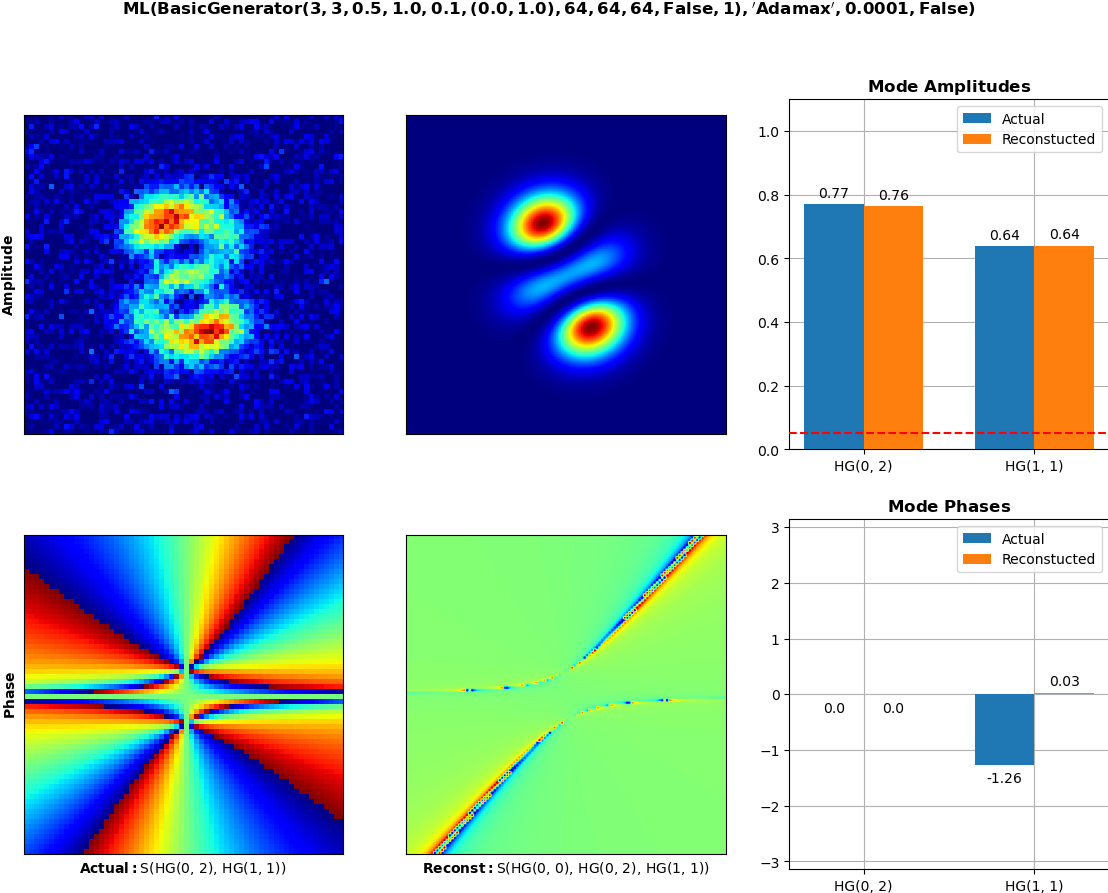 ML(BasicGenerator(3, 3, 0.5, 1.0, 0.1, (0.0, 1.0), 64, 64, 64, False, 1), 'Adamax', 0.0001, False)
Amplitude
Mode Amplitudes
Actual
Reconstucted
1.0
0.8
0.6
0.4
0.2
0.0
0.77
0.76
0.64
0.64
HG(0, 2)
HG(1, 1)
Phase
Actual: S(HG(0, 2), HG(1, 1))
Reconst: S(HG(0, 0), HG(0, 2), HG(1, 1))
Mode Phases
Actual
Reconstucted
3
2
1
0
−1
−2
−3
0.0
0.0
-1.26
0.03
HG(0, 2)
HG(1, 1)